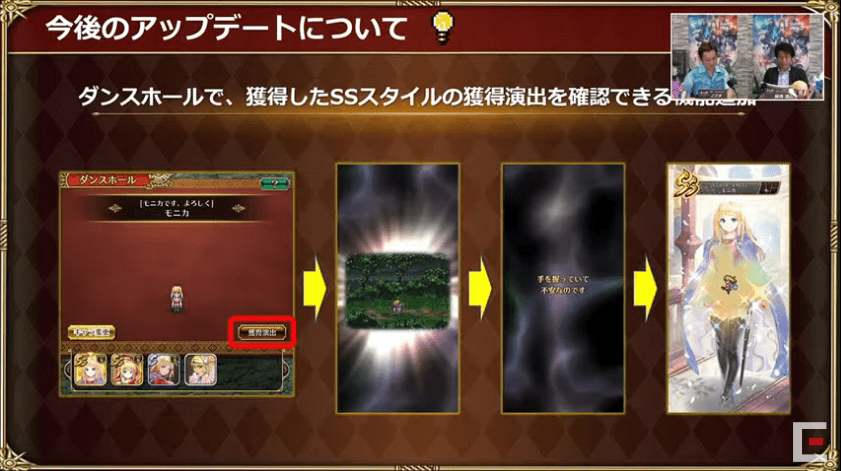 今後のアップデートについて
ダンスホールで、獲得したSSスタイルの獲得演出を確認できる機能追加
ダンスホール
?
[モニカです、よろしく]
モニカ
獲得演出
手を握っていて
不安なのです
SS
モニカ